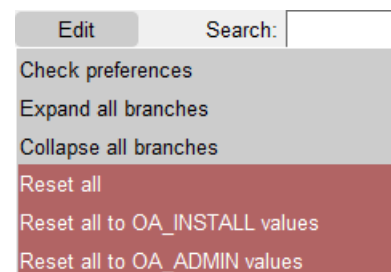 Edit Search:
Check preferences
Expand all branches
Collapse all branches
Reset all
Reset all to OA_INSTALL values
Reset all to OA_ADMIN values